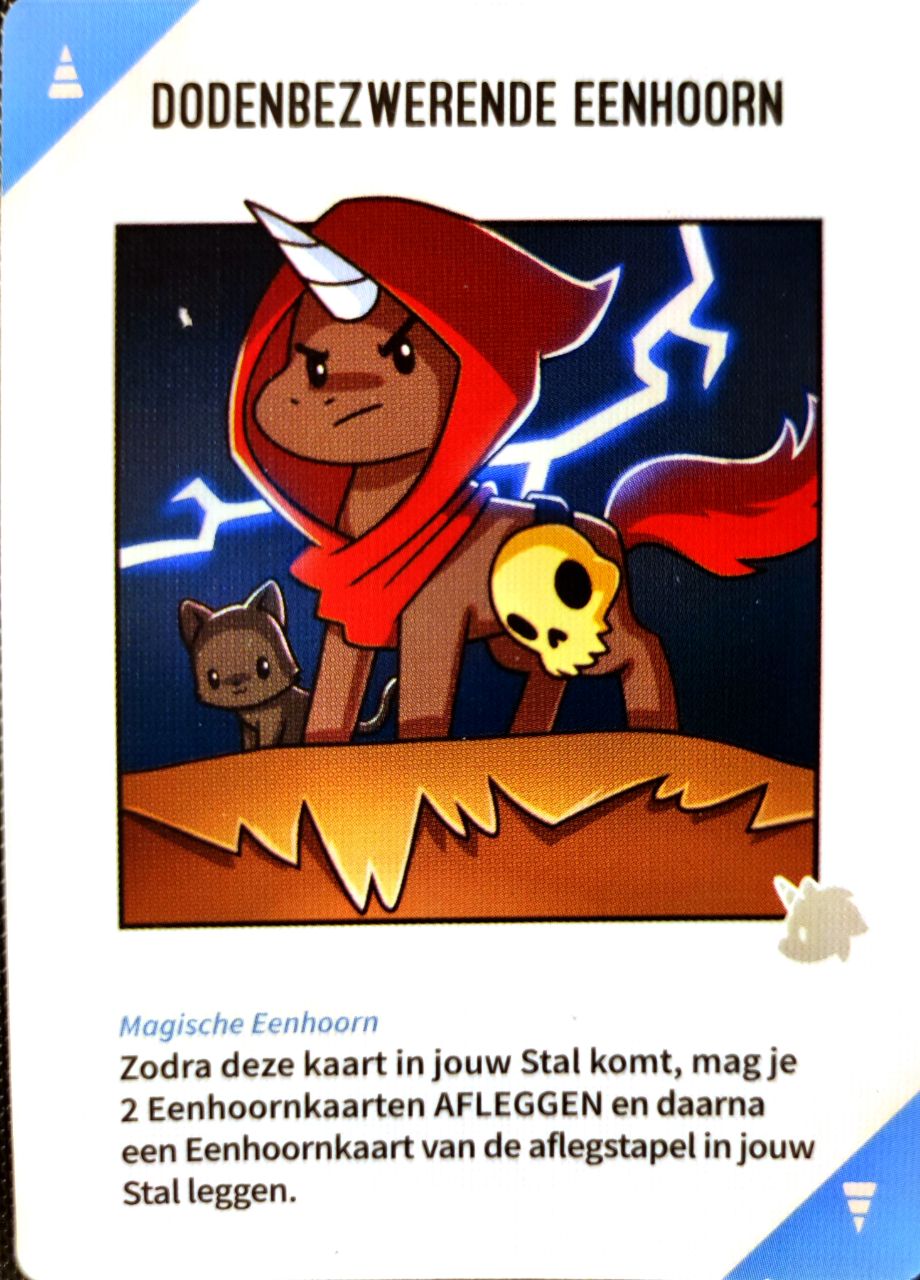 DODENBEZWERENDE EENHOORN
Magische Eenhoorn
Zodra deze kaart in jouw Stal komt, mag je
2 Eenhoornkaarten AFLEGGEN en daarna
een Eenhoornkaart van de aflegstapel in jouw
Stal leggen.